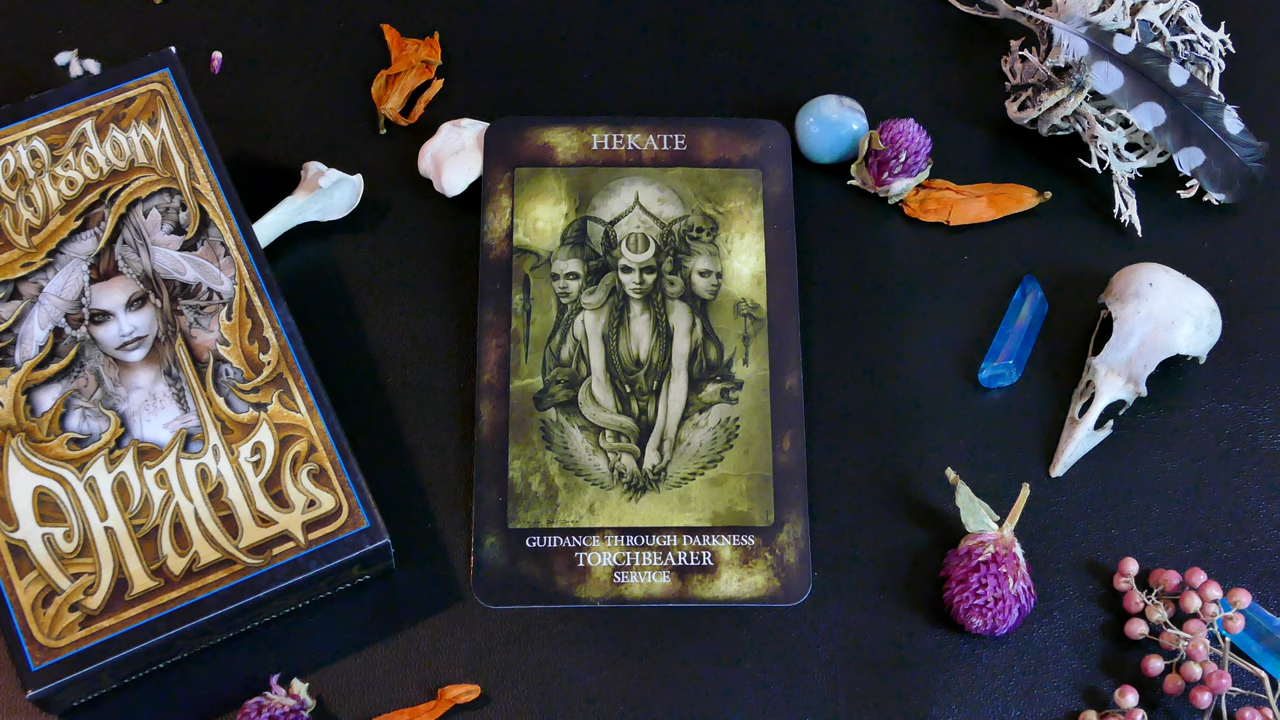 Wisdom
Oracle
HEKATE
GUIDANCE THROUGH DARKNESS
TORCHBEARER
SERVICE